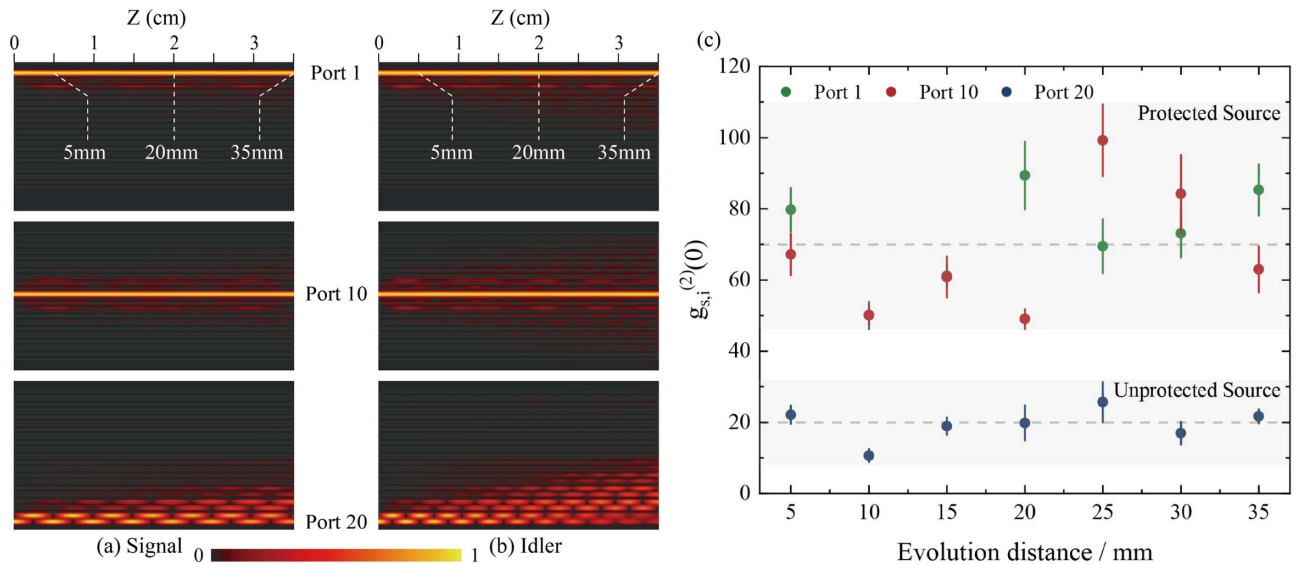 Z (cm)
0 1 2 3
Port 1
5mm 20mm 35mm
Port 10
Port 20
(a) Signal
0 1
Z (cm)
0 1 2 3
5mm 20mm 35mm
(b) Idler
(c)
120
100
80
60
40
20
0
g_{s,i}^{(2)}(0)
Port 1 Port 10 Port 20
Protected Source
Unprotected Source
5 10 15 20 25 30 35
Evolution distance / mm